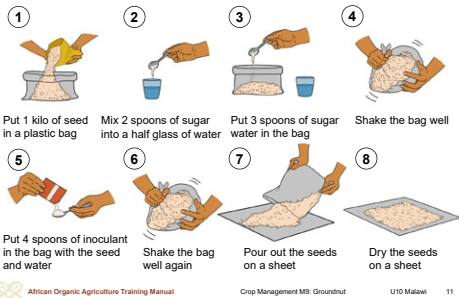 1
2
3
4
Put 1 kilo of seed
in a plastic bag
Mix 2 spoons of sugar
into a half glass of water
Put 3 spoons of sugar
water in the bag
Shake the bag well
5
6
7
8
Put 4 spoons of inoculant
in the bag with the seed
and water
Shake the bag
well again
Pour out the seeds
on a sheet
Dry the seeds
on a sheet
African Organic Agriculture Training Manual Crop Management M9: Groundnut U10 Malawi 11